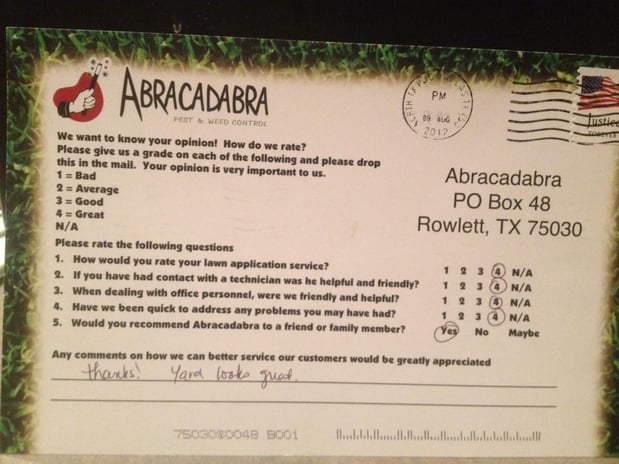 ABRACADABRA
PEST & WEED CONTROL
NORTH TX P
PM
09 AUG
2012
Justice
FOREVER
We want to know your opinion! How do we rate?
Please give us a grade on each of the following and please drop
this in the mail. Your opinion is very important to us.
1 = Bad
2 = Average
3 = Good
4 = Great
N/A
Abracadabra
PO Box 48
Rowlett, TX 75030
Please rate the following questions
1. How would you rate your lawn application service? 1 2 3 4 N/A
2. If you have had contact with a technician was he helpful and friendly? 1 2 3 4 N/A
3. When dealing with office personnel, were we friendly and helpful? 1 2 3 4 N/A
4. Have we been quick to address any problems you may have had? 1 2 3 4 N/A
5. Would you recommend Abracadabra to a friend or family member? Yes No Maybe
Any comments on how we can better service our customers would be greatly appreciated
thanks! Yard looks great.
75030%0048 B001